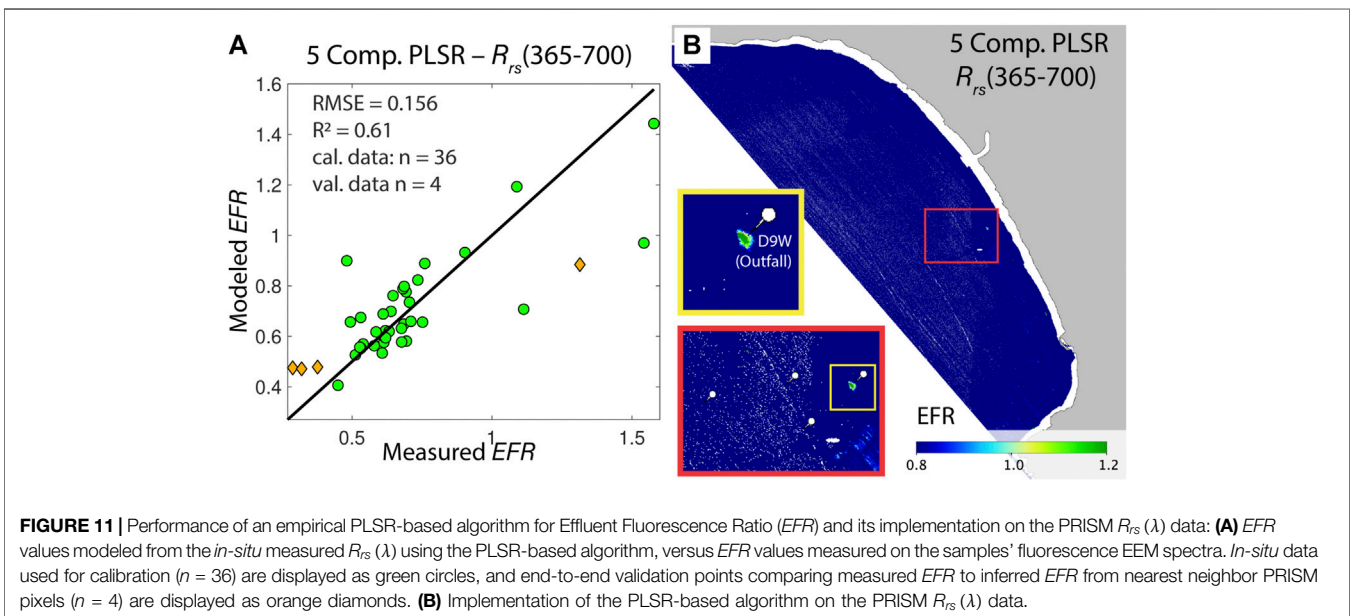 A
5 Comp. PLSR – Rrs(365-700)
RMSE = 0.156
R² = 0.61
cal. data: n = 36
val. data n = 4
1.6
1.4
1.2
1
0.8
0.6
0.4
Modeled EFR
0.5
1
1.5
Measured EFR
B
5 Comp. PLSR
Rrs(365-700)
D9W
(Outfall)
EFR
0.8
1.0
1.2
FIGURE 11 | Performance of an empirical PLSR-based algorithm for Effluent Fluorescence Ratio (EFR) and its implementation on the PRISM Rrs (λ) data: (A) EFR
values modeled from the in-situ measured Rrs (λ) using the PLSR-based algorithm, versus EFR values measured on the samples' fluorescence EEM spectra. In-situ data
used for calibration (n = 36) are displayed as green circles, and end-to-end validation points comparing measured EFR to inferred EFR from nearest neighbor PRISM
pixels (n = 4) are displayed as orange diamonds. (B) Implementation of the PLSR-based algorithm on the PRISM Rrs (λ) data.